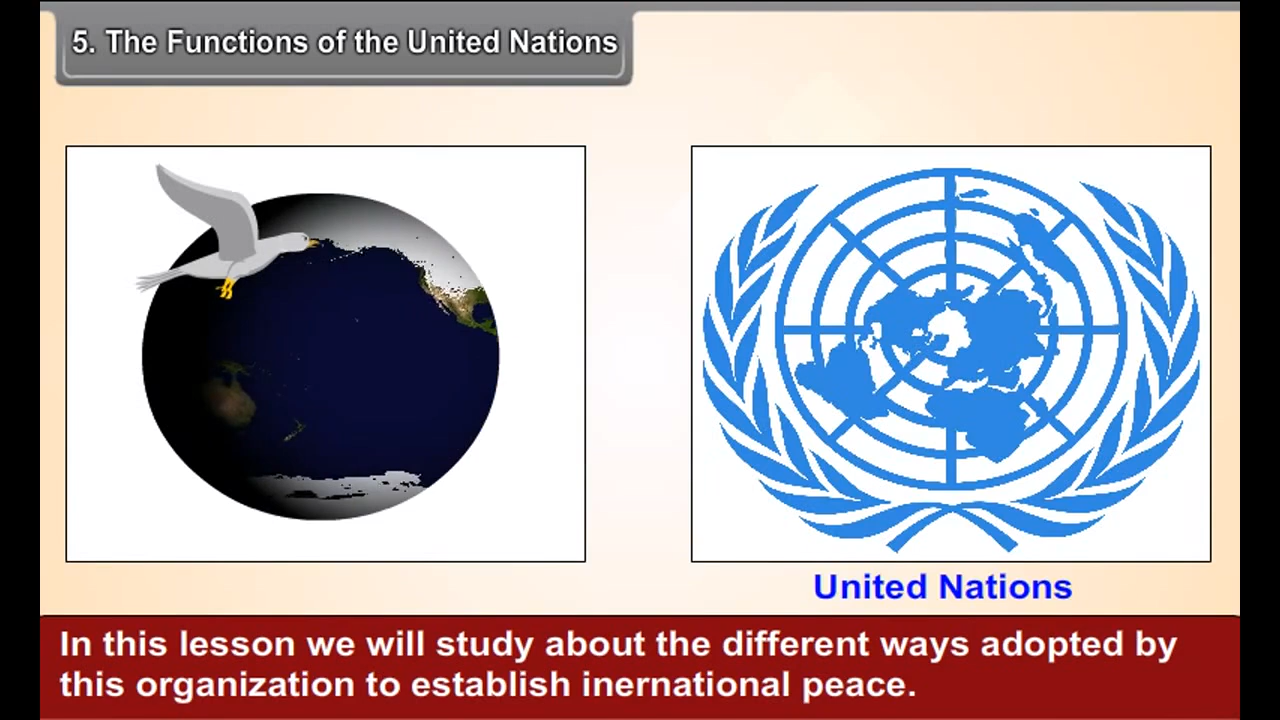 5. The Functions of the United Nations
United Nations
In this lesson we will study about the different ways adopted by
this organization to establish inernational peace.